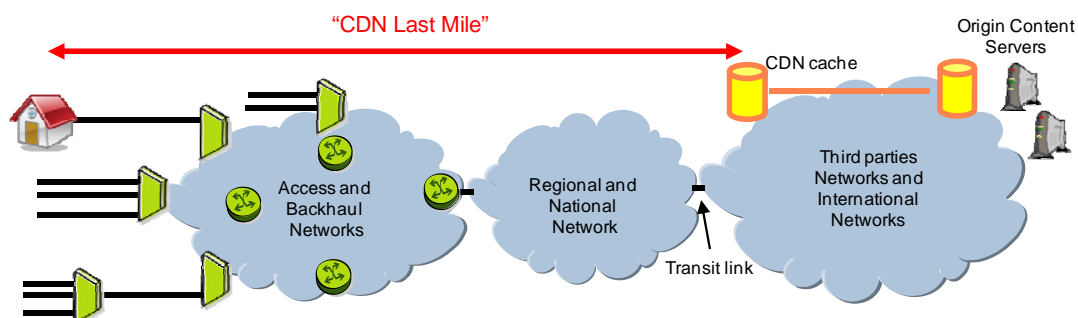 “CDN Last Mile”
Origin Content
Servers
CDN cache
Access and
Backhaul
Networks
Regional and
National
Network
Third parties
Networks and
International
Networks
Transit link